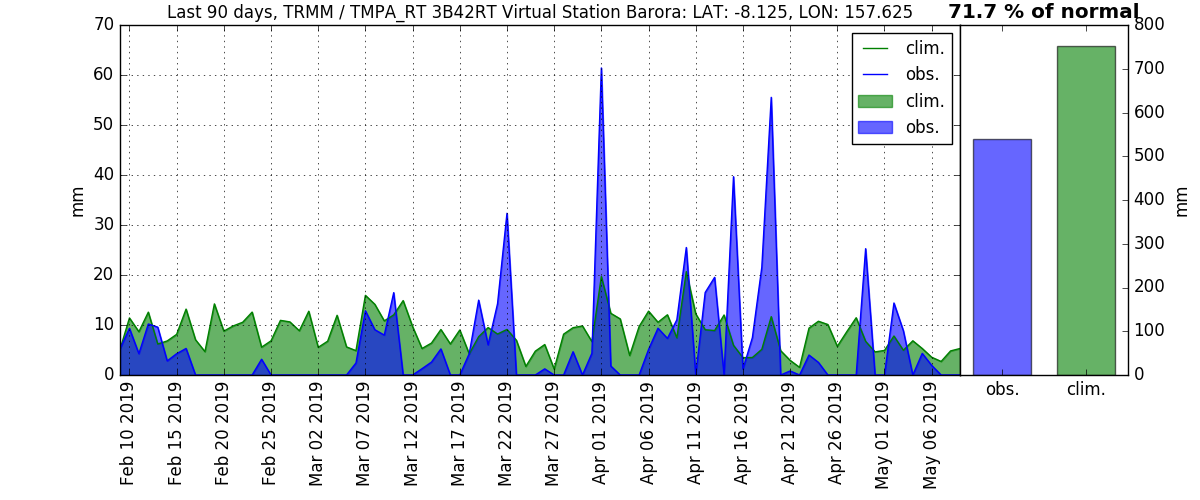 Last 90 days, TRMM / TMPA_RT 3B42RT Virtual Station Barora: LAT: -8.125, LON: 157.625
71.7 % of normal
70
60
50
40
30
20
10
0
mm
clim.
obs.
clim.
obs.
Feb 10 2019
Feb 15 2019
Feb 20 2019
Feb 25 2019
Mar 02 2019
Mar 07 2019
Mar 12 2019
Mar 17 2019
Mar 22 2019
Mar 27 2019
Apr 01 2019
Apr 06 2019
Apr 11 2019
Apr 16 2019
Apr 21 2019
Apr 26 2019
May 01 2019
May 06 2019
800
700
600
500
400
300
200
100
0
mm
obs.
clim.